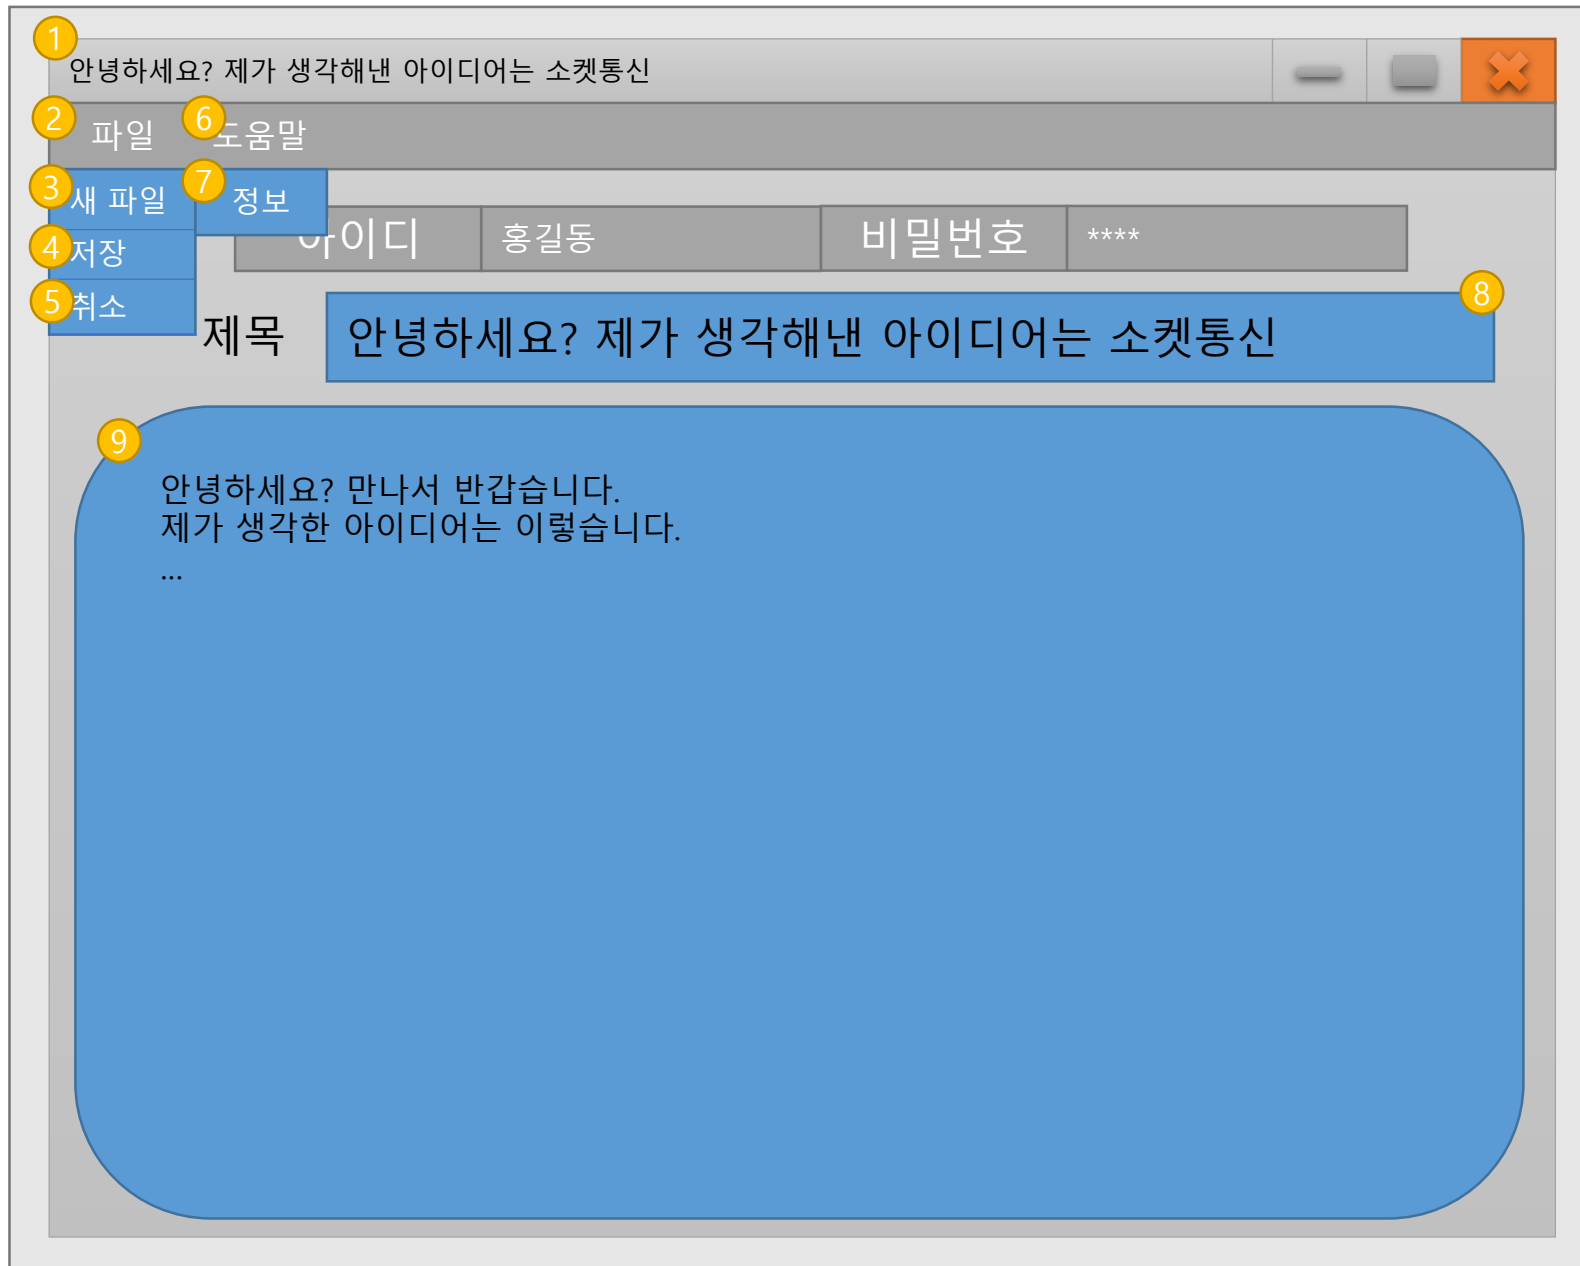 1
안녕하세요? 제가 생각해낸 아이디어는 소켓통신
2 파일 6 도움말
3 새 파일 7 정보
4 저장
아이디 홍길동 비밀번호 ****
5 취소
8
제목 안녕하세요? 제가 생각해낸 아이디어는 소켓통신
9
안녕하세요? 만나서 반갑습니다.
제가 생각한 아이디어는 이렇습니다.
...